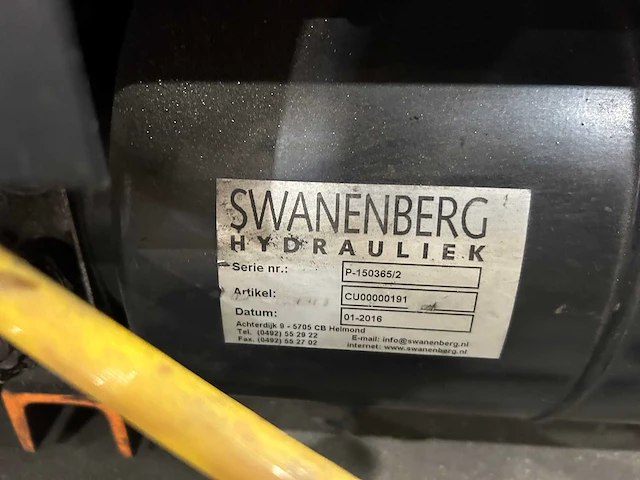 SWANENBERG
HYDRAULIEK
Serie nr.: P-150365/2
Artikel: CU00000191
Datum: 01-2016
Achterdijk 9 - 5705 CB Helmond
Tel. (0492) 55 29 22 E-mail: info@swanenberg.nl
Fax. (0492) 55 27 02 internet: www.swanenberg.nl